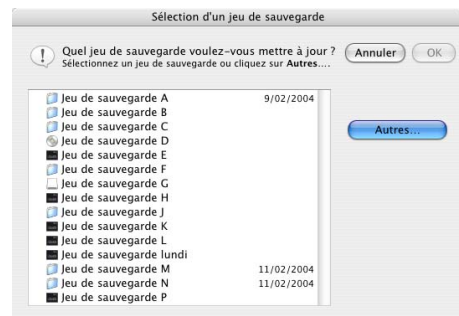 Sélection d'un jeu de sauvegarde
Quel jeu de sauvegarde voulez-vous mettre à jour ?
Sélectionnez un jeu de sauvegarde ou cliquez sur Autres....
Annuler
OK
Jeu de sauvegarde A 9/02/2004
Jeu de sauvegarde B
Jeu de sauvegarde C
Jeu de sauvegarde D
Jeu de sauvegarde E
Jeu de sauvegarde F
Jeu de sauvegarde G
Jeu de sauvegarde H
Jeu de sauvegarde J
Jeu de sauvegarde K
Jeu de sauvegarde L
Jeu de sauvegarde lundi
Jeu de sauvegarde M 11/02/2004
Jeu de sauvegarde N 11/02/2004
Jeu de sauvegarde P
Autres...